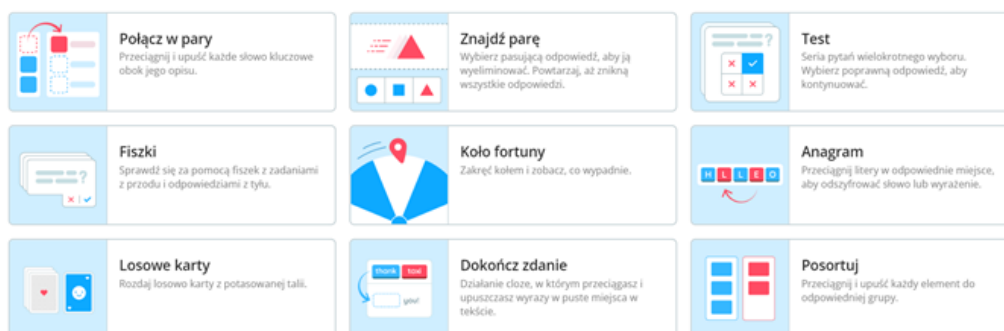 Połącz w pary
Przeciągnij i upuść każde słowo kluczowe
obok jego opisu.
Znajdź parę
Wybierz pasującą odpowiedź, aby ją
wyeliminować. Powtarzaj, aż znikną
wszystkie odpowiedzi.
?
Test
Seria pytań wielokrotnego wyboru.
Wybierz poprawną odpowiedź, aby
kontynuować.
?
Fiszki
Sprawdź się za pomocą fiszek z zadaniami
z przodu i odpowiedziami z tyłu.
Koło fortuny
Zakręć kołem i zobacz, co wypadnie.
H L L E O
Anagram
Przeciągnij litery w odpowiednie miejsce,
aby odszyfrować słowo lub wyrażenie.
Losowe karty
Rozdaj losowo karty z potasowanej talii.
thank taxi
you!
Dokończ zdanie
Działanie cloze, w którym przeciągasz i
upuszczasz wyrazy w puste miejsca w
tekście.
Posortuj
Przeciągnij i upuść każdy element do
odpowiedniej grupy.